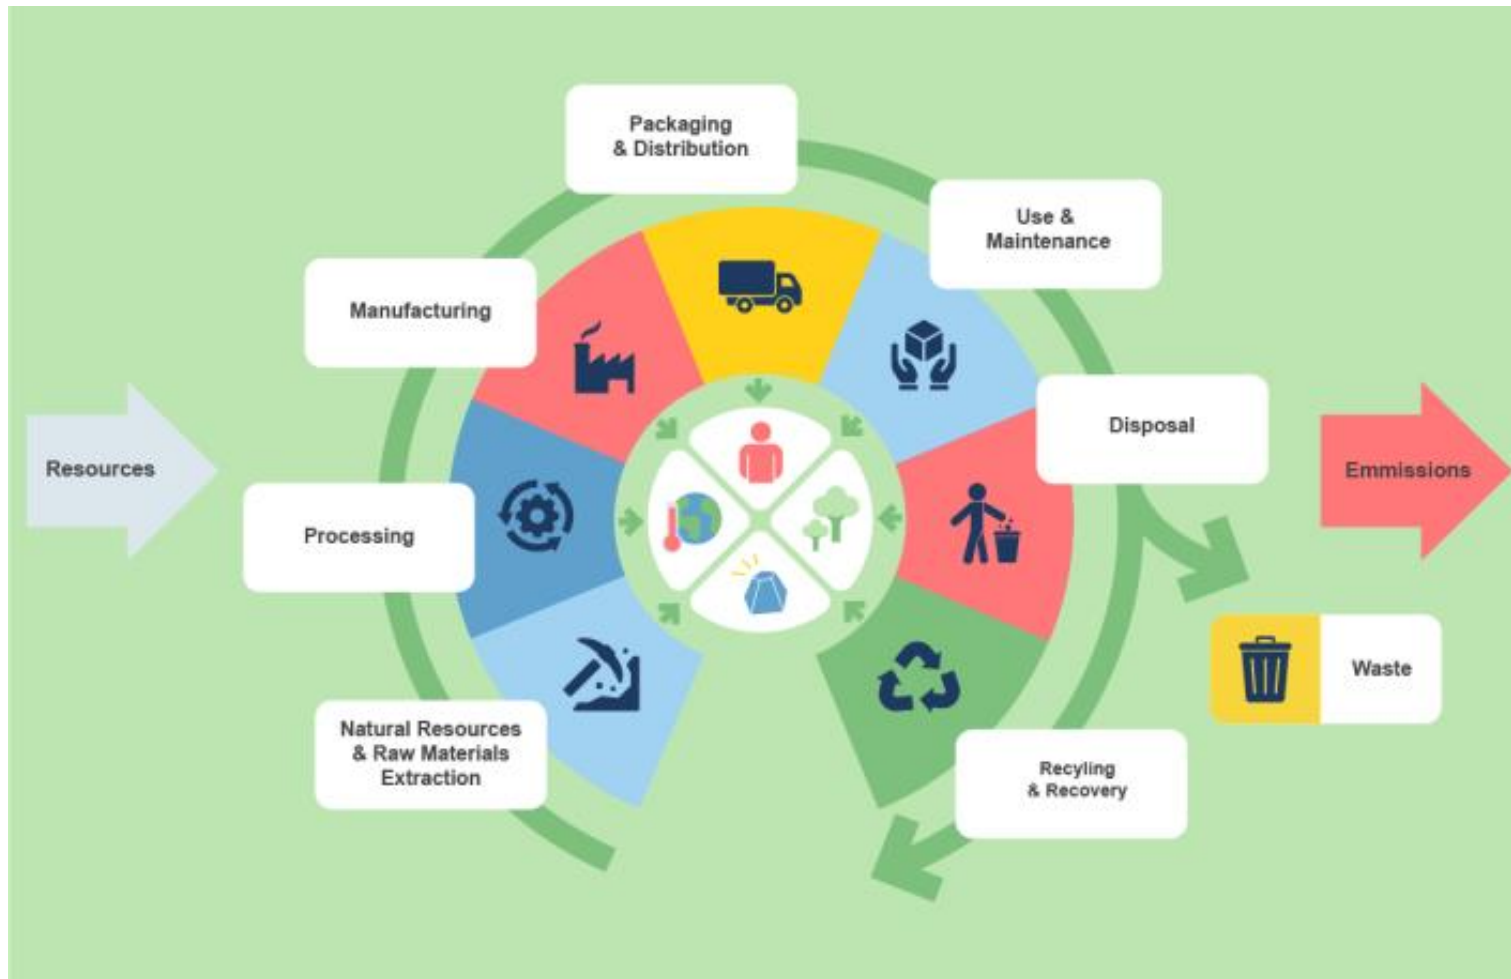 Packaging
& Distribution
Use &
Maintenance
Manufacturing
Disposal
Resources
Emmissions
Processing
Waste
Natural Resources
& Raw Materials
Extraction
Recyling
& Recovery